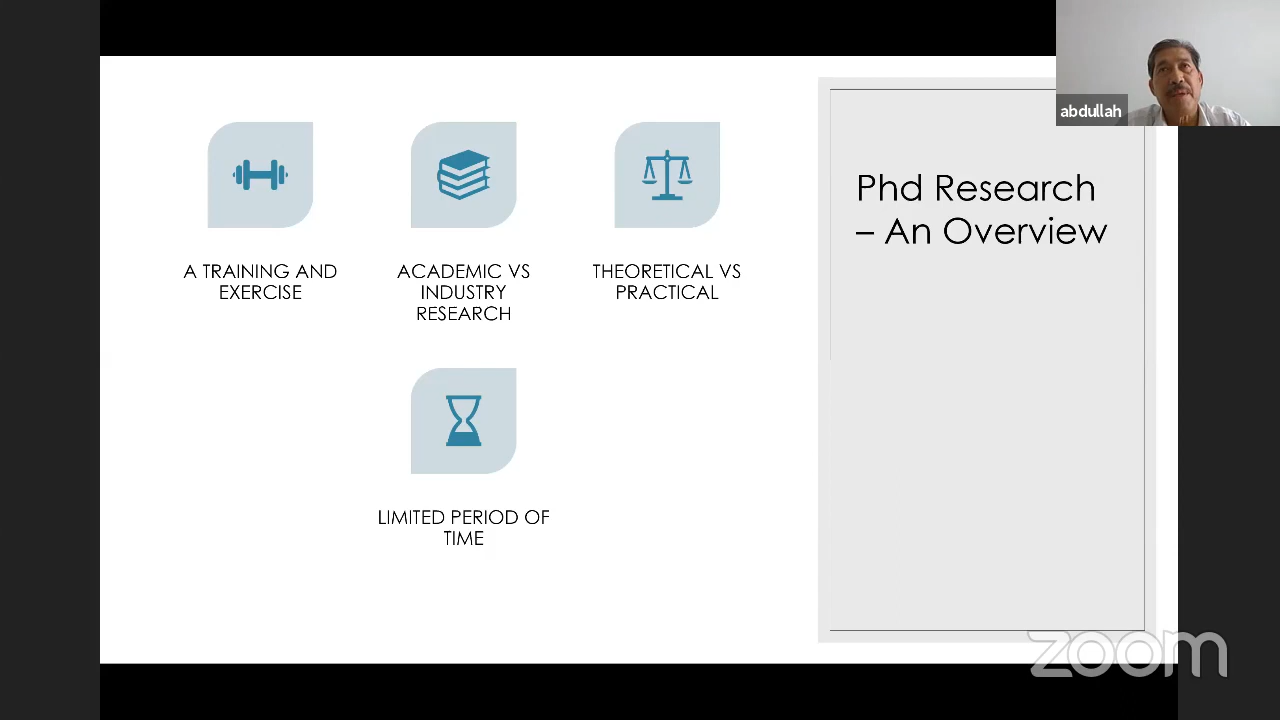 abdullah
Phd Research
– An Overview
A TRAINING AND
EXERCISE
ACADEMIC VS
INDUSTRY
RESEARCH
THEORETICAL VS
PRACTICAL
LIMITED PERIOD OF
TIME
zoom